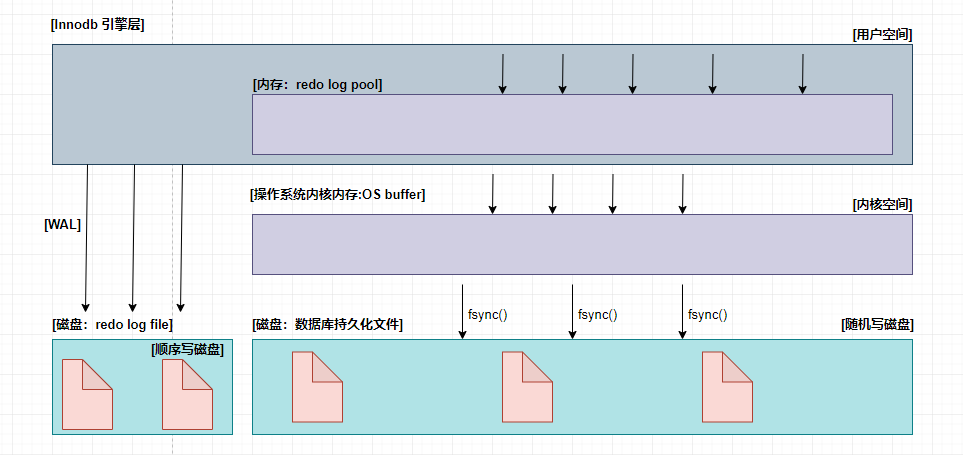 [Innodb 引擎层]
[用户空间]
[内存：redo log pool]
[操作系统内核内存:OS buffer]
[内核空间]
[WAL]
fsync()
fsync()
fsync()
[磁盘：redo log file]
[磁盘：数据库持久化文件]
[随机写磁盘]
[顺序写磁盘]